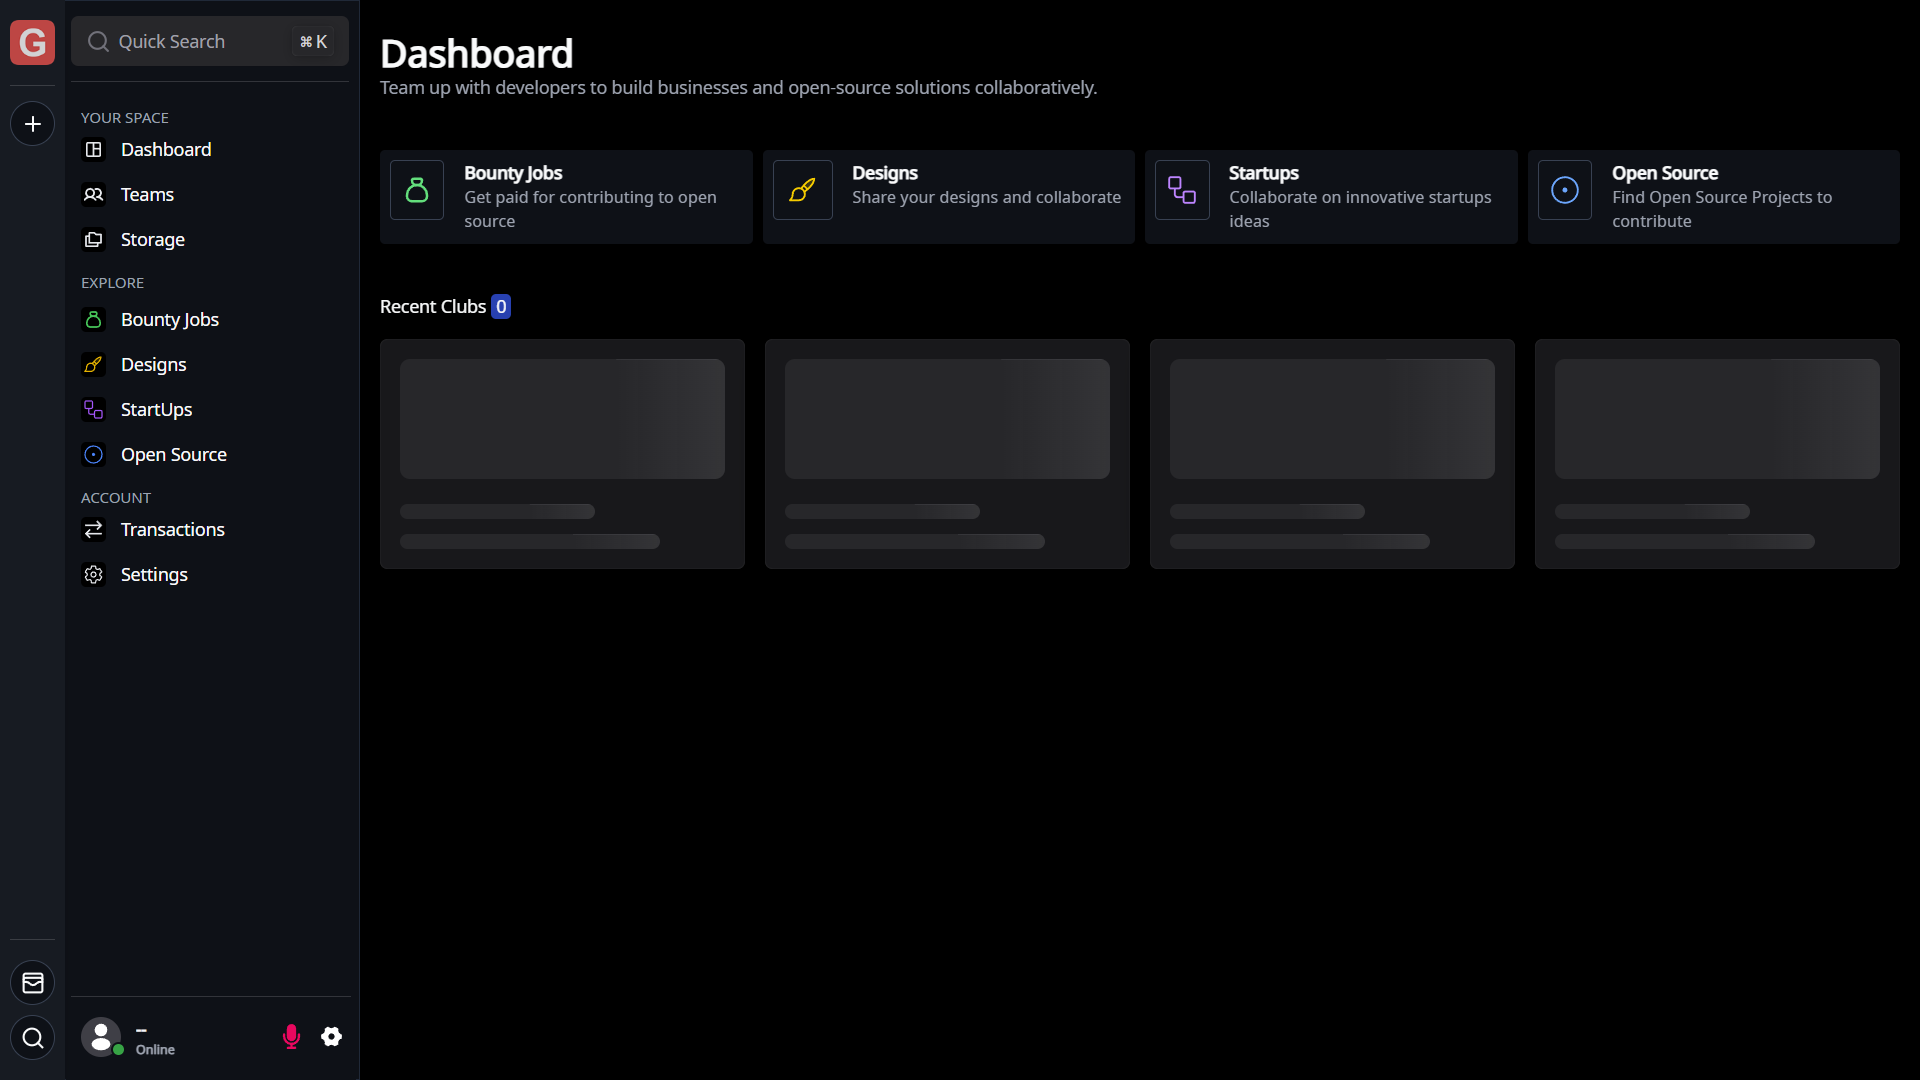 G
Quick Search
⌘ K
YOUR SPACE
Dashboard
Teams
Storage
EXPLORE
Bounty Jobs
Designs
StartUps
Open Source
ACCOUNT
Transactions
Settings
--
Online
Dashboard
Team up with developers to build businesses and open-source solutions collaboratively.
Bounty Jobs
Get paid for contributing to open
source
Designs
Share your designs and collaborate
Startups
Collaborate on innovative startups
ideas
Open Source
Find Open Source Projects to
contribute
Recent Clubs 0